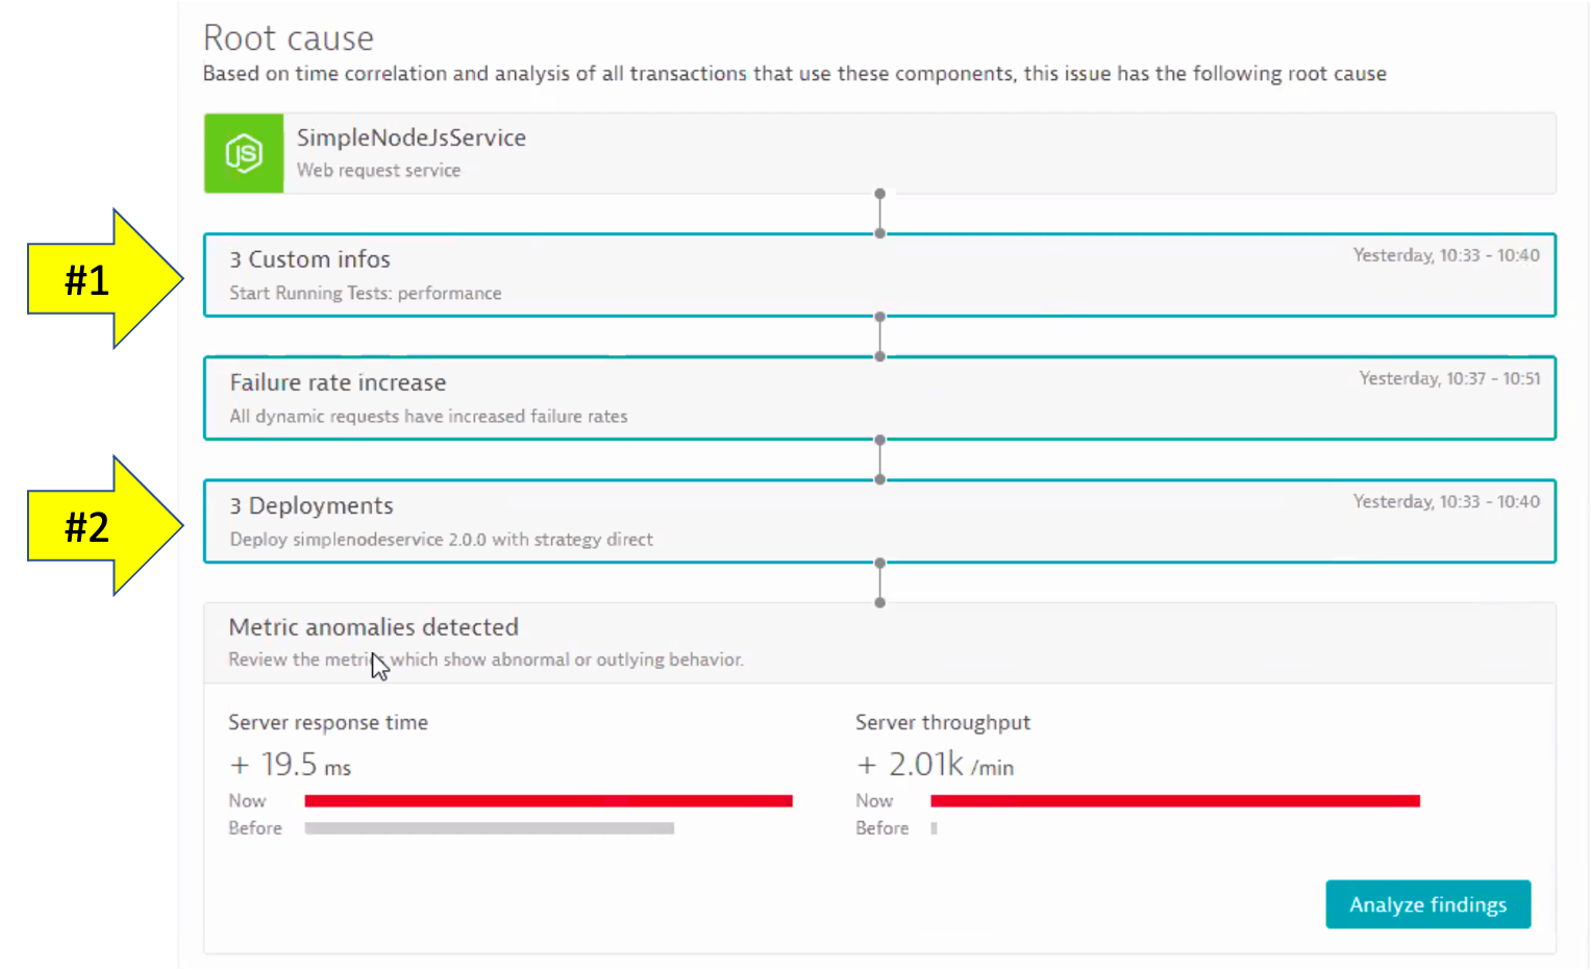 Root cause
Based on time correlation and analysis of all transactions that use these components, this issue has the following root cause
JS
SimpleNodeJsService
Web request service
#1
3 Custom infos
Yesterday, 10:33 - 10:40
Start Running Tests: performance
Failure rate increase
Yesterday, 10:37 - 10:51
All dynamic requests have increased failure rates
#2
3 Deployments
Yesterday, 10:33 - 10:40
Deploy simplenodeservice 2.0.0 with strategy direct
Metric anomalies detected
Review the metrics which show abnormal or outlying behavior.
Server response time
+ 19.5 ms
Now
Before
Server throughput
+ 2.01k /min
Now
Before
Analyze findings